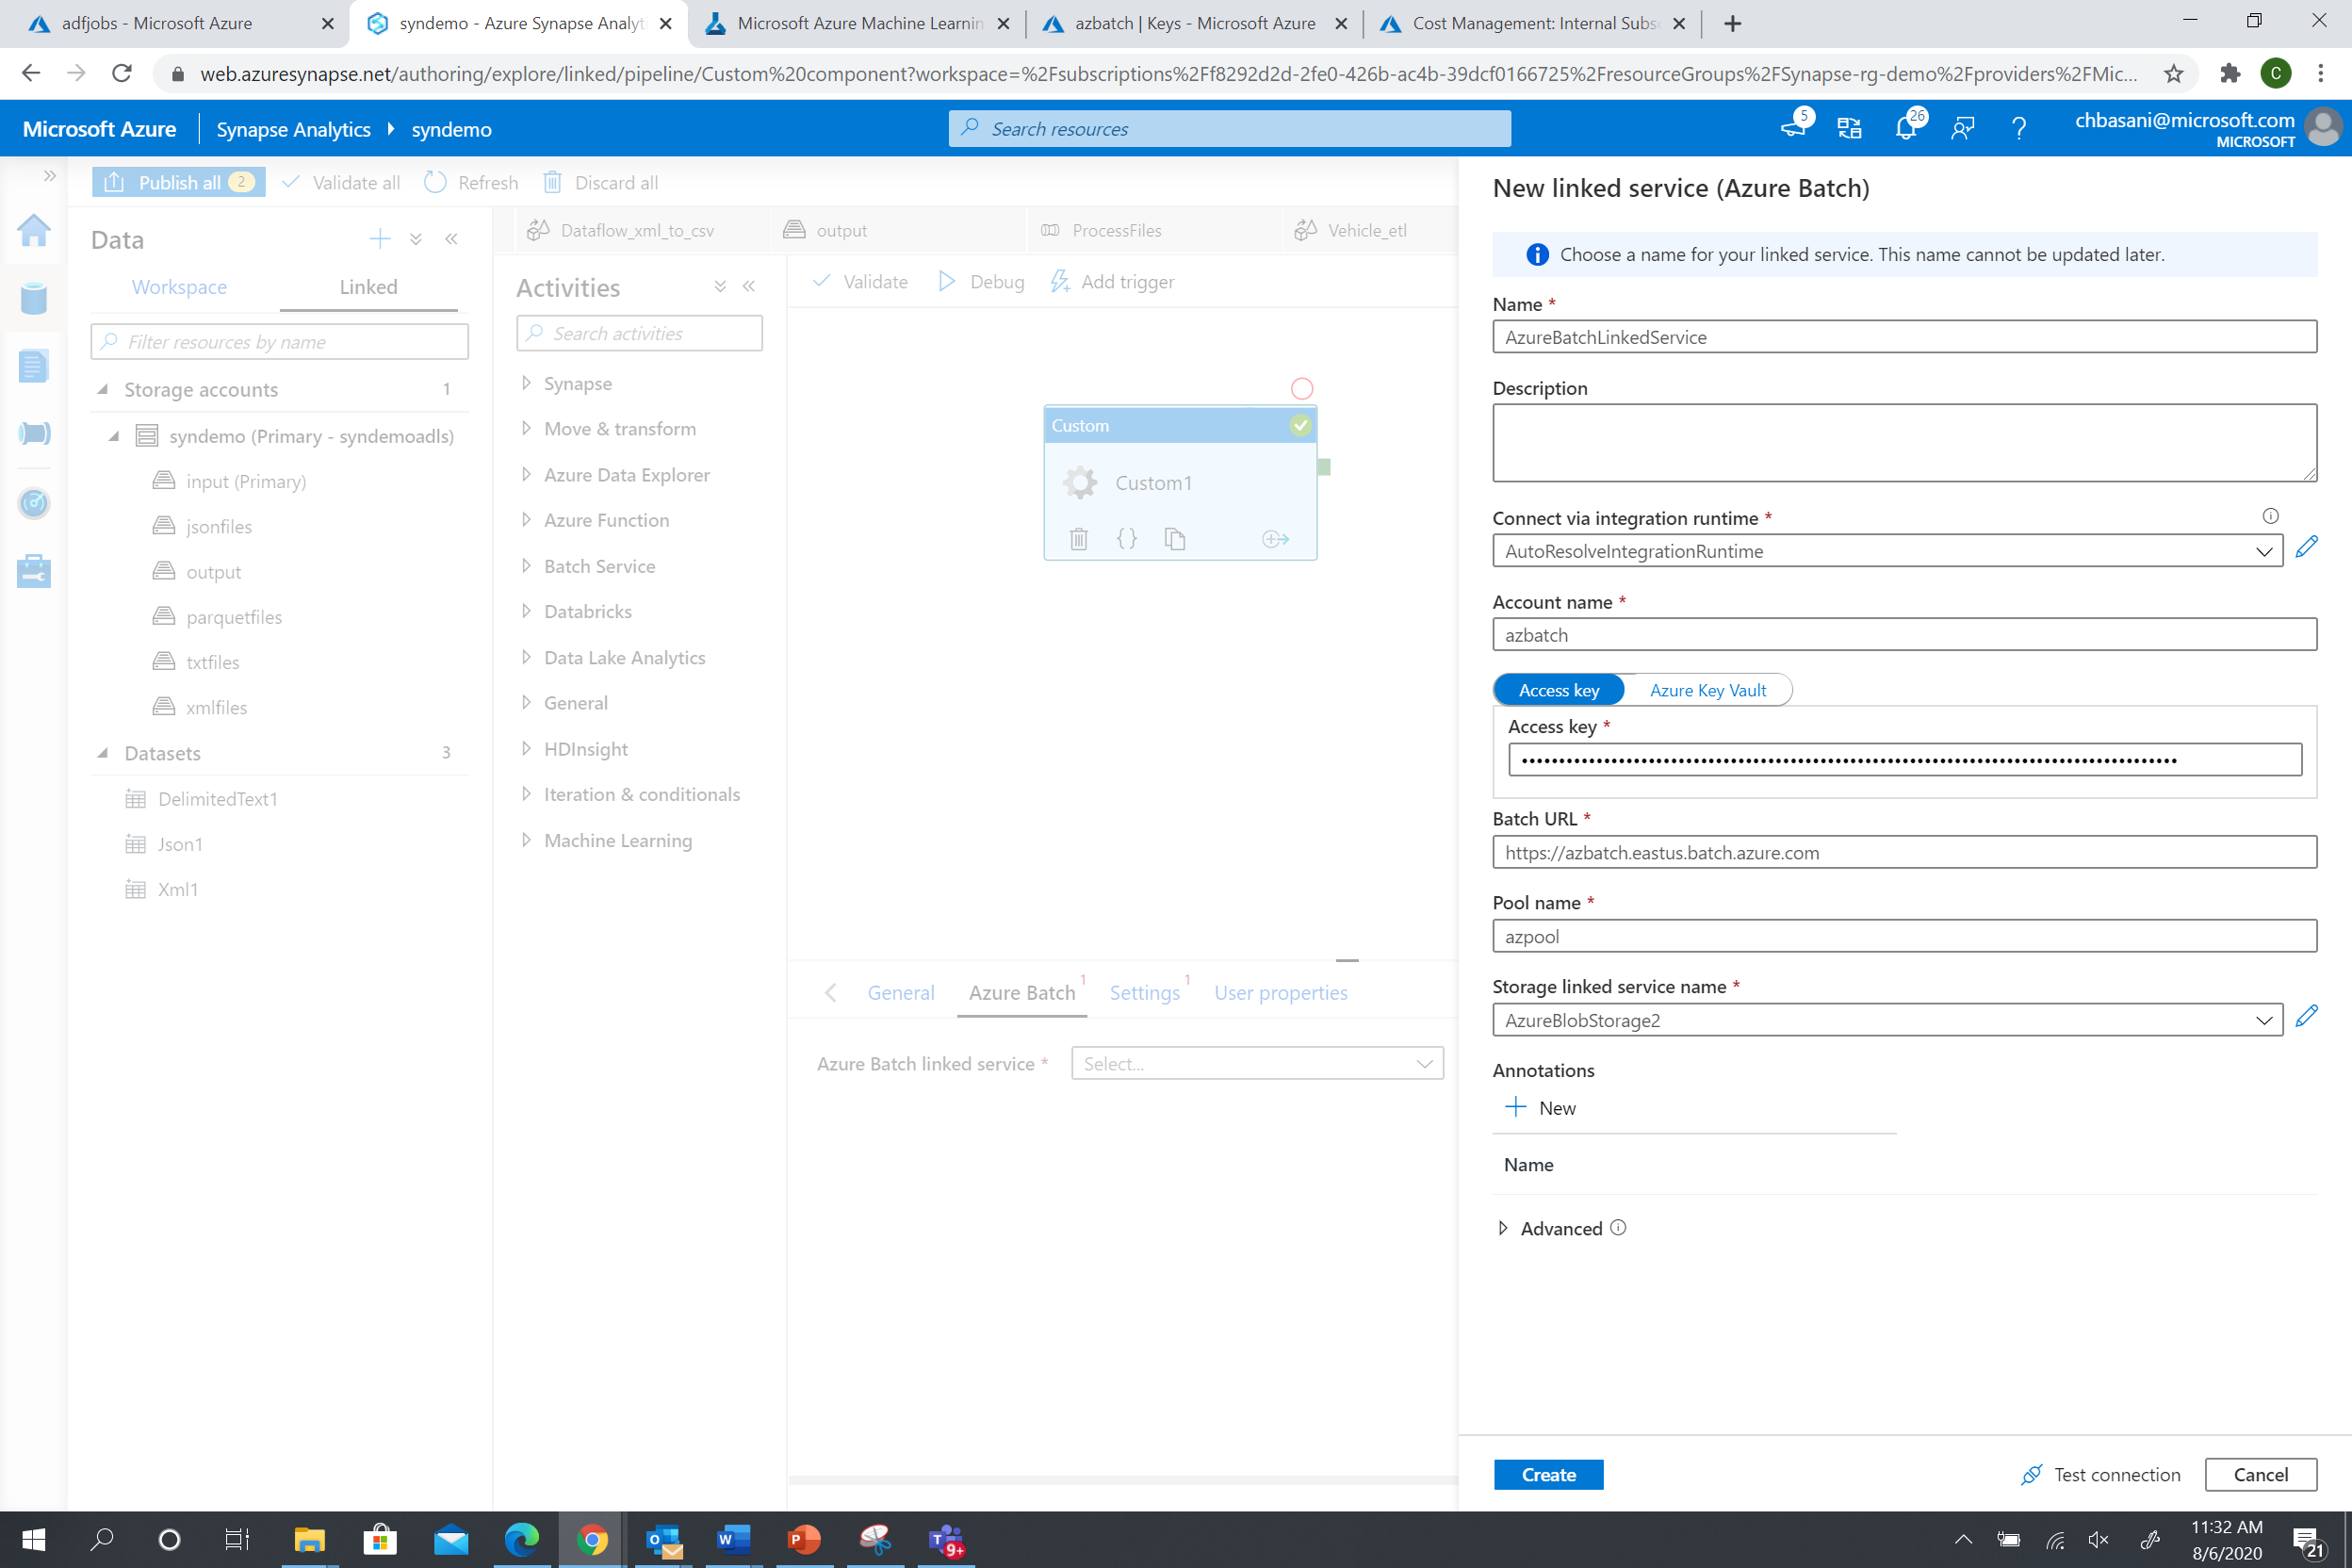 adfjobs - Microsoft Azure
syndemo - Azure Synapse Analyt
Microsoft Azure Machine Learnin
azbatch | Keys - Microsoft Azure
Cost Management: Internal Subs
web.azuresynapse.net/authoring/explore/linked/pipeline/Custom%20component?workspace=%2Fsubscriptions%2Ff8292d2d-2fe0-426b-ac4b-39dcf0166725%2FresourceGroups%2FSynapse-rg-demo%2Fproviders%2FMic...
C
Microsoft Azure
Synapse Analytics
syndemo
Search resources
5
26
chbasani@microsoft.com
MICROSOFT
Publish all 2
Validate all
Refresh
Discard all
Data
Workspace
Linked
Filter resources by name
Storage accounts 1
syndemo (Primary - syndemoadls)
input (Primary)
jsonfiles
output
parquetfiles
txtfiles
xmlfiles
Datasets 3
DelimitedText1
Json1
Xml1
Dataflow_xml_to_csv
output
ProcessFiles
Vehicle_etl
Activities
Search activities
Synapse
Move & transform
Azure Data Explorer
Azure Function
Batch Service
Databricks
Data Lake Analytics
General
HDInsight
Iteration & conditionals
Machine Learning
Validate
Debug
Add trigger
Custom
Custom1
General
Azure Batch 1
Settings 1
User properties
Azure Batch linked service *
Select...
New linked service (Azure Batch)
Choose a name for your linked service. This name cannot be updated later.
Name *
AzureBatchLinkedService
Description
Connect via integration runtime *
AutoResolveIntegrationRuntime
Account name *
azbatch
Access key
Azure Key Vault
Access key *
Batch URL *
https://azbatch.eastus.batch.azure.com
Pool name *
azpool
Storage linked service name *
AzureBlobStorage2
Annotations
New
Name
Advanced
Create
Test connection
Cancel
9+
11:32 AM
8/6/2020
21